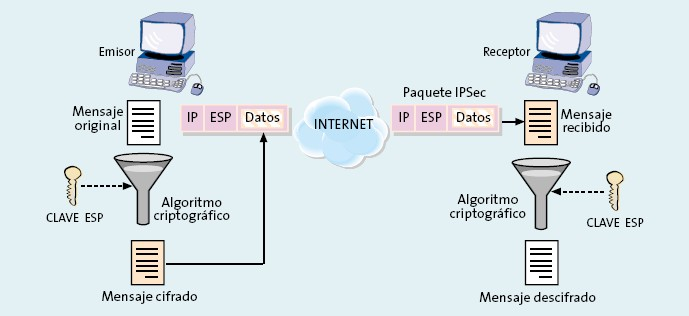 Emisor
Mensaje
original
IP ESP Datos
CLAVE ESP
Algoritmo
criptográfico
Mensaje cifrado
INTERNET
Receptor
Paquete IPSec
IP ESP Datos
Mensaje
recibido
Algoritmo
criptográfico
CLAVE ESP
Mensaje descifrado